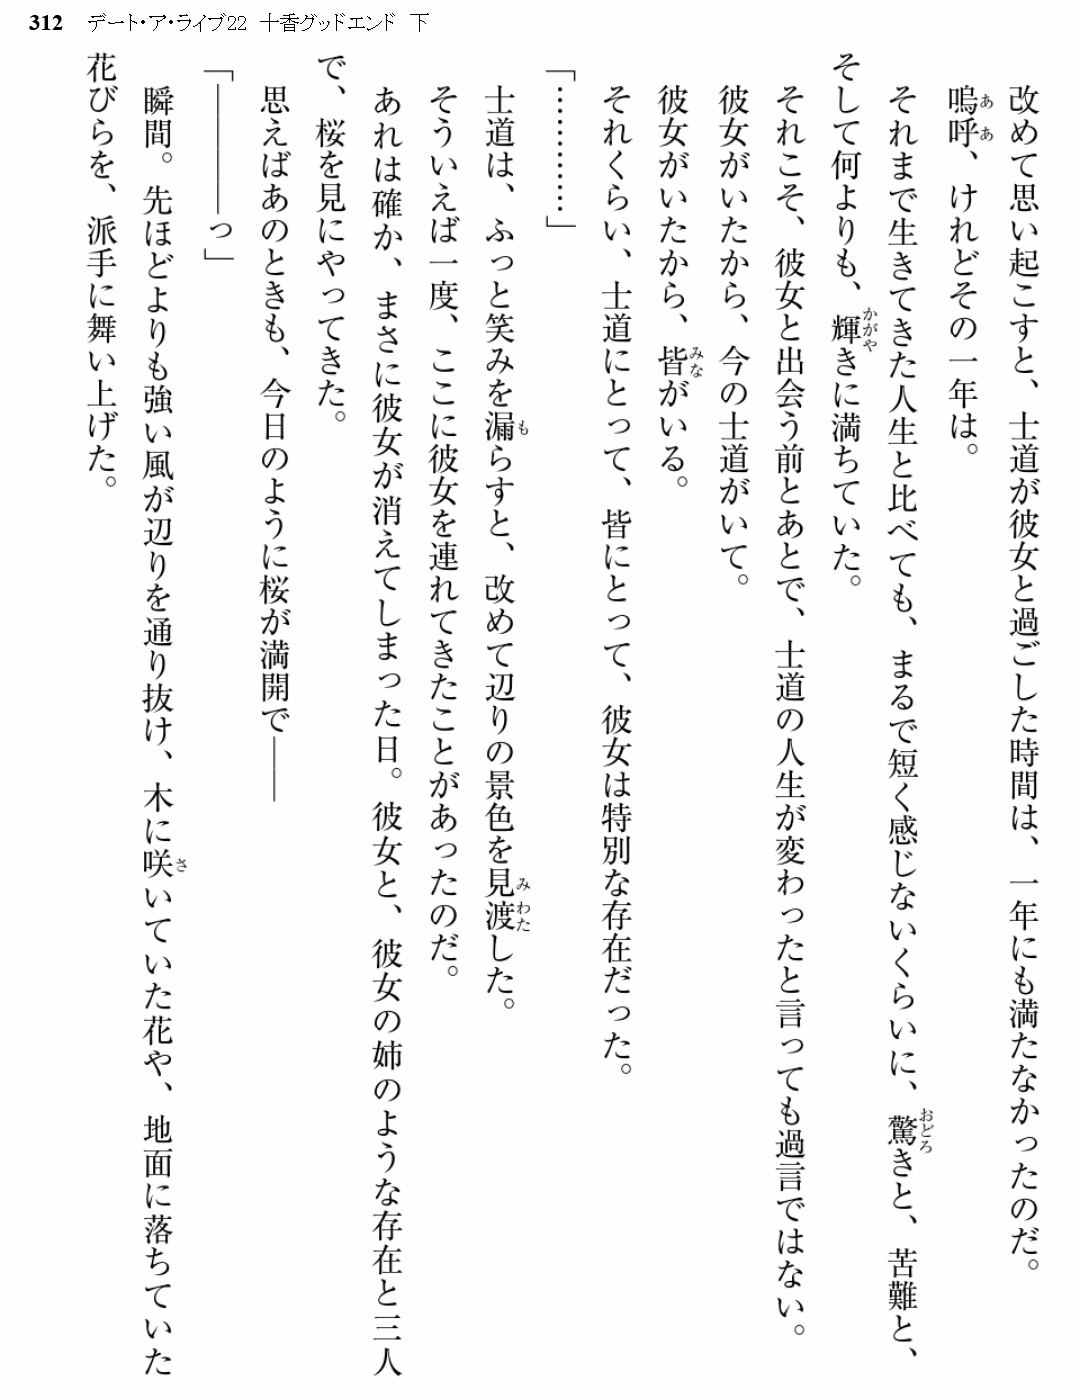 312 デート・ア・ライブ22 十香グッドエンド 下
改めて思い起こすと、士道が彼女と過ごした時間は、一年にも満たなかったのだ。
嗚呼、けれどその一年は。
それまで生きてきた人生と比べても、まるで短く感じないくらいに、驚きと、苦難と、
そして何よりも、輝きに満ちていた。
それこそ、彼女と出会う前とあとで、士道の人生が変わったと言っても過言ではない。
彼女がいたから、今の士道がいて。
彼女がいたから、皆がいる。
それくらい、士道にとって、皆にとって、彼女は特別な存在だった。
「…………」
士道は、ふっと笑みを漏らすと、改めて辺りの景色を見渡した。
そういえば一度、ここに彼女を連れてきたことがあったのだ。
あれは確か、まさに彼女が消えてしまった日。彼女と、彼女の姉のような存在と三人
で、桜を見にやってきた。
思えばあのときも、今日のように桜が満開で――
「――――っ」
瞬間。先ほどよりも強い風が辺りを通り抜け、木に咲いていた花や、地面に落ちていた
花びらを、派手に舞い上げた。